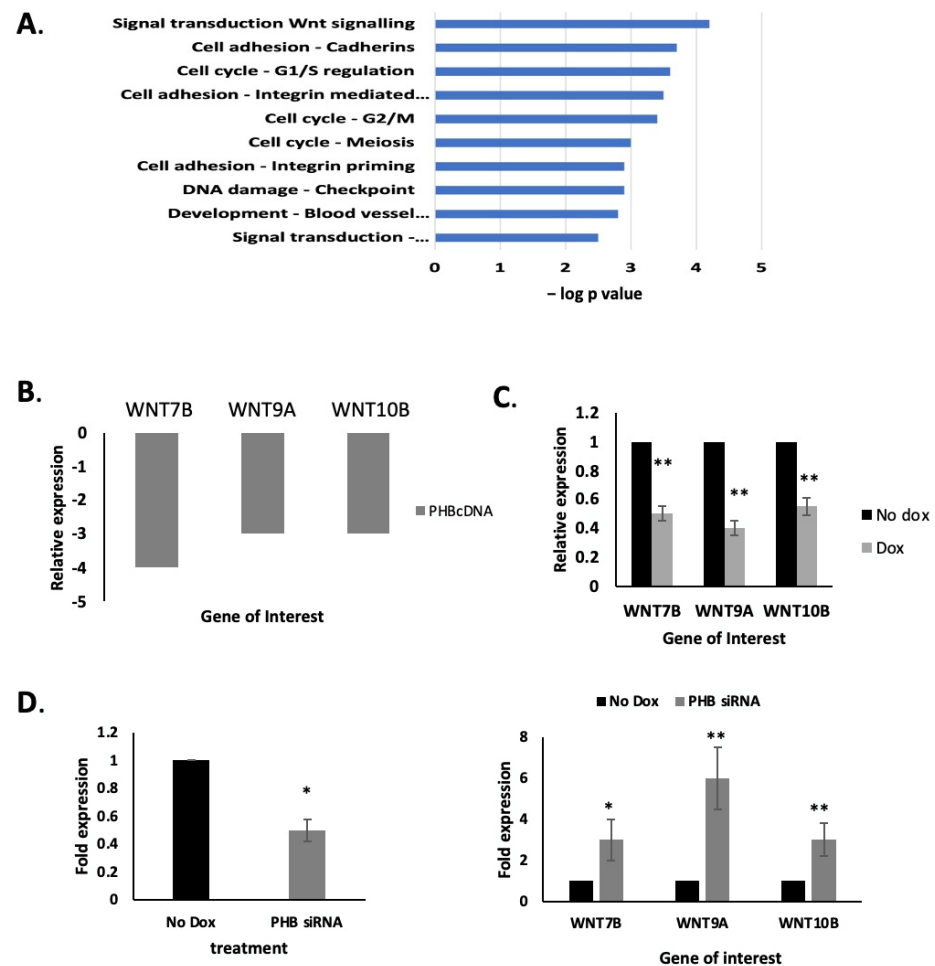 A.
Signal transduction Wnt signalling
Cell adhesion - Cadherins
Cell cycle - G1/S regulation
Cell adhesion - Integrin mediated...
Cell cycle - G2/M
Cell cycle - Meiosis
Cell adhesion - Integrin priming
DNA damage - Checkpoint
Development - Blood vessel...
Signal transduction -...
0 1 2 3 4 5
– log p value
B.
WNT7B WNT9A WNT10B
0
-1
-2
-3
-4
-5
Relative expression
PHBcDNA
Gene of Interest
C.
1.2
1
0.8
0.6
0.4
0.2
0
Relative expression
** ** **
No dox
Dox
WNT7B WNT9A WNT10B
Gene of Interest
D.
1.2
1
0.8
0.6
0.4
0.2
0
Fold expression
*
No Dox PHB siRNA
treatment
No Dox PHB siRNA
8
6
4
2
0
Fold expression
* ** **
WNT7B WNT9A WNT10B
Gene of interest